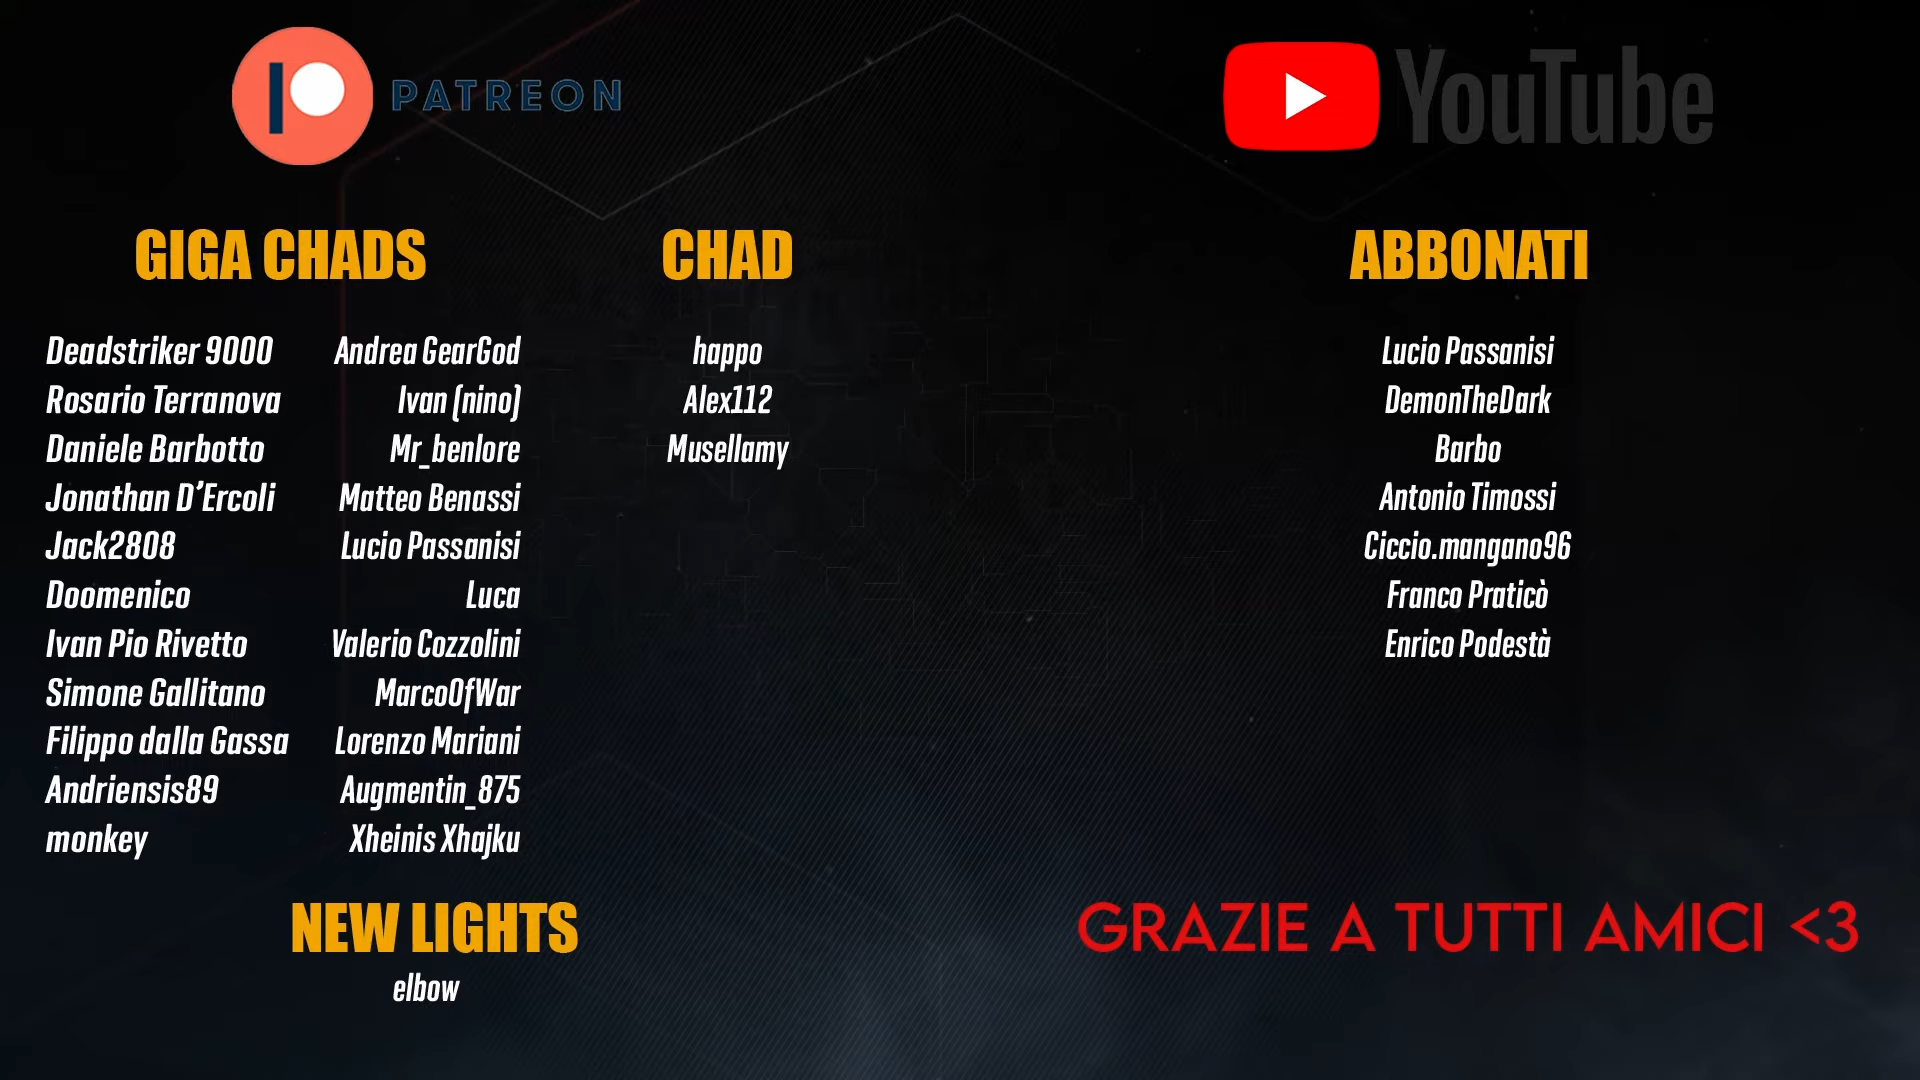 PATREON
YouTube
GIGA CHADS
CHAD
ABBONATI
Deadstriker 9000
Rosario Terranova
Daniele Barbotto
Jonathan D'Ercoli
Jack2808
Doomenico
Ivan Pio Rivetto
Simone Gallitano
Filippo dalla Gassa
Andriensis89
monkey
Andrea GearGod
Ivan (nino)
Mr_benlore
Matteo Benassi
Lucio Passanisi
Luca
Valerio Cozzolini
MarcoOfWar
Lorenzo Mariani
Augmentin_875
Xheinis Xhajku
happo
Alex112
Musellamy
Lucio Passanisi
DemonTheDark
Barbo
Antonio Timossi
Ciccio.mangano96
Franco Praticò
Enrico Podestà
NEW LIGHTS
elbow
GRAZIE A TUTTI AMICI <3